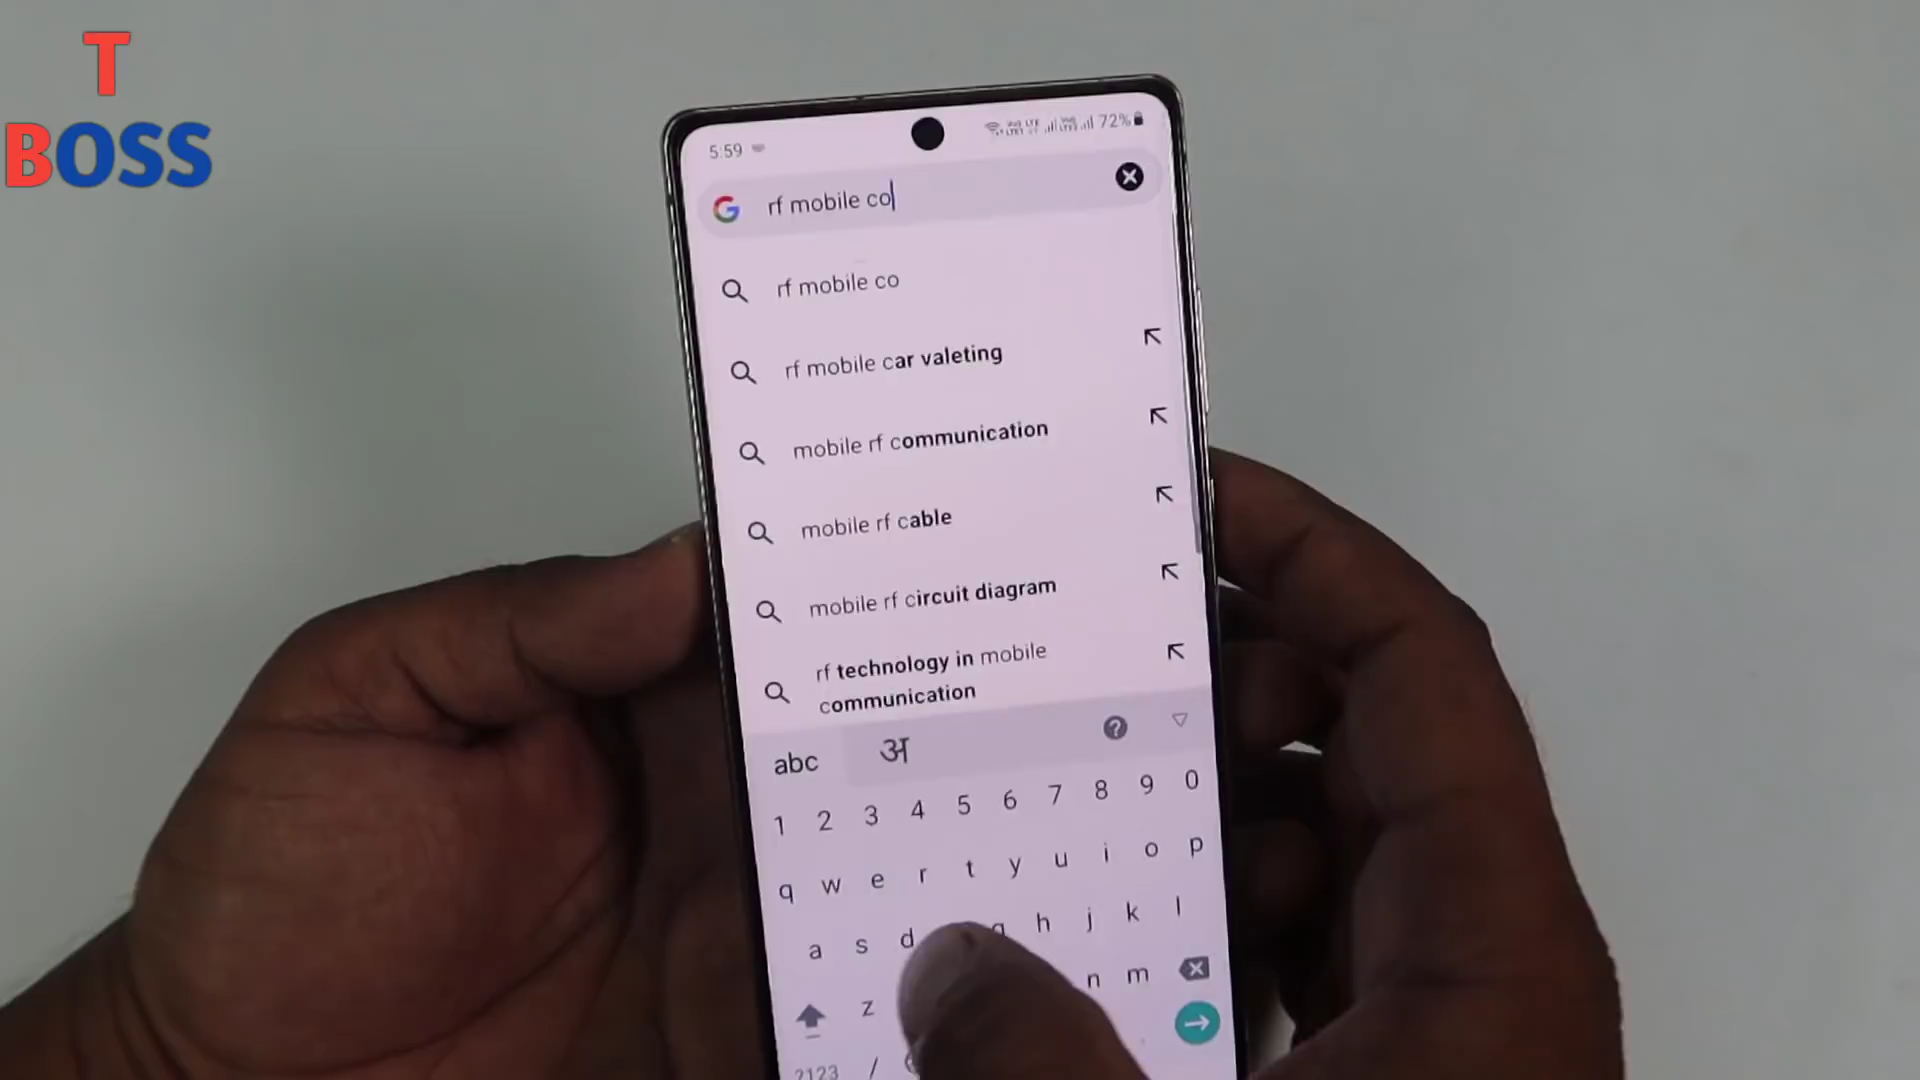 T
BOSS
5:59
72%
rf mobile co
rf mobile co
rf mobile car valeting
mobile rf communication
mobile rf cable
mobile rf circuit diagram
rf technology in mobile
communication
abc अ
1 2 3 4 5 6 7 8 9 0
q w e r t y u i o p
a s d g h j k l
z n m
?123 /